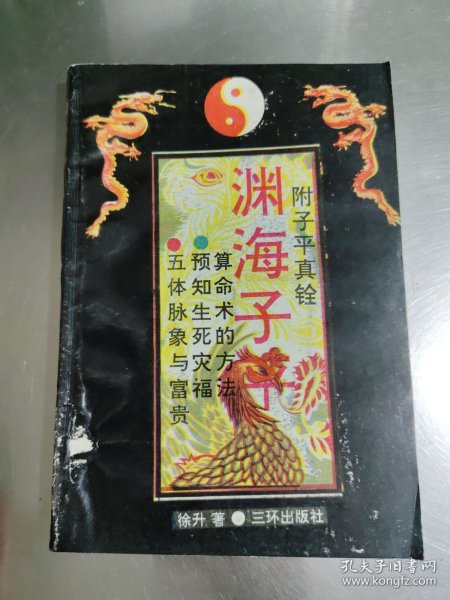 渊海子平
附子平真铨
算命术的方法
预知生死灾福
五体脉象与富贵
徐升 著 三环出版社
孔夫子旧书网
www.kongfz.com